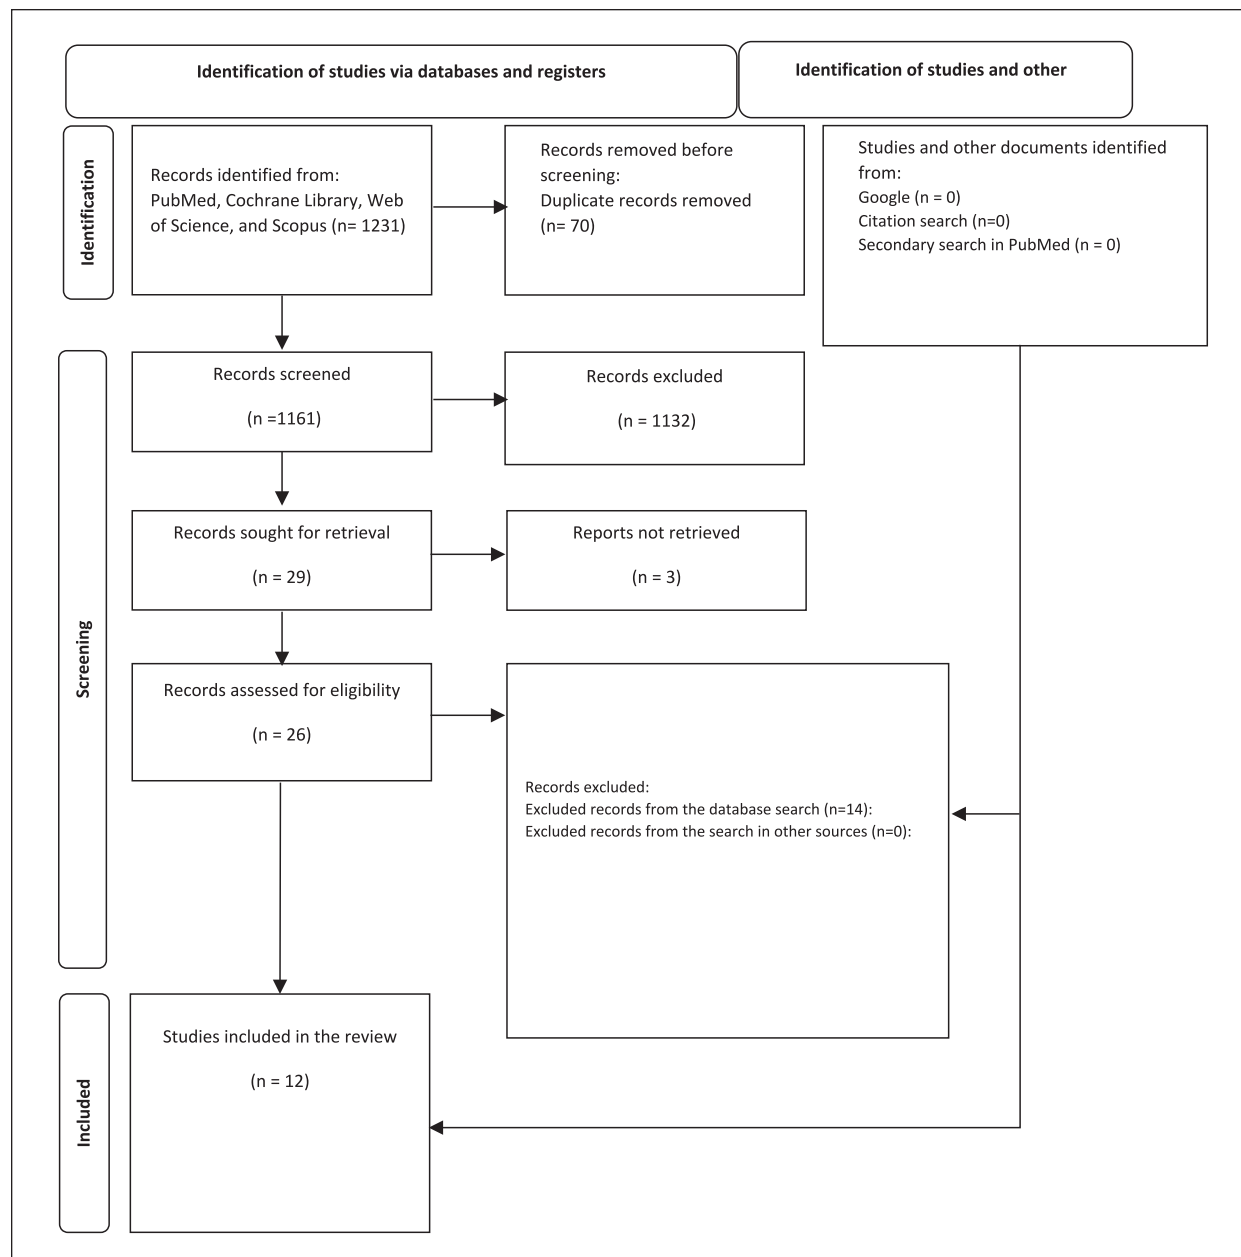 Identification of studies via databases and registers
Identification of studies and other
Identification
Records identified from:
PubMed, Cochrane Library, Web
of Science, and Scopus (n= 1231)
Records removed before
screening:
Duplicate records removed
(n= 70)
Studies and other documents identified
from:
Google (n = 0)
Citation search (n=0)
Secondary search in PubMed (n = 0)
Screening
Records screened
(n =1161)
Records excluded
(n = 1132)
Records sought for retrieval
(n = 29)
Reports not retrieved
(n = 3)
Records assessed for eligibility
(n = 26)
Records excluded:
Excluded records from the database search (n=14):
Excluded records from the search in other sources (n=0):
Included
Studies included in the review
(n = 12)